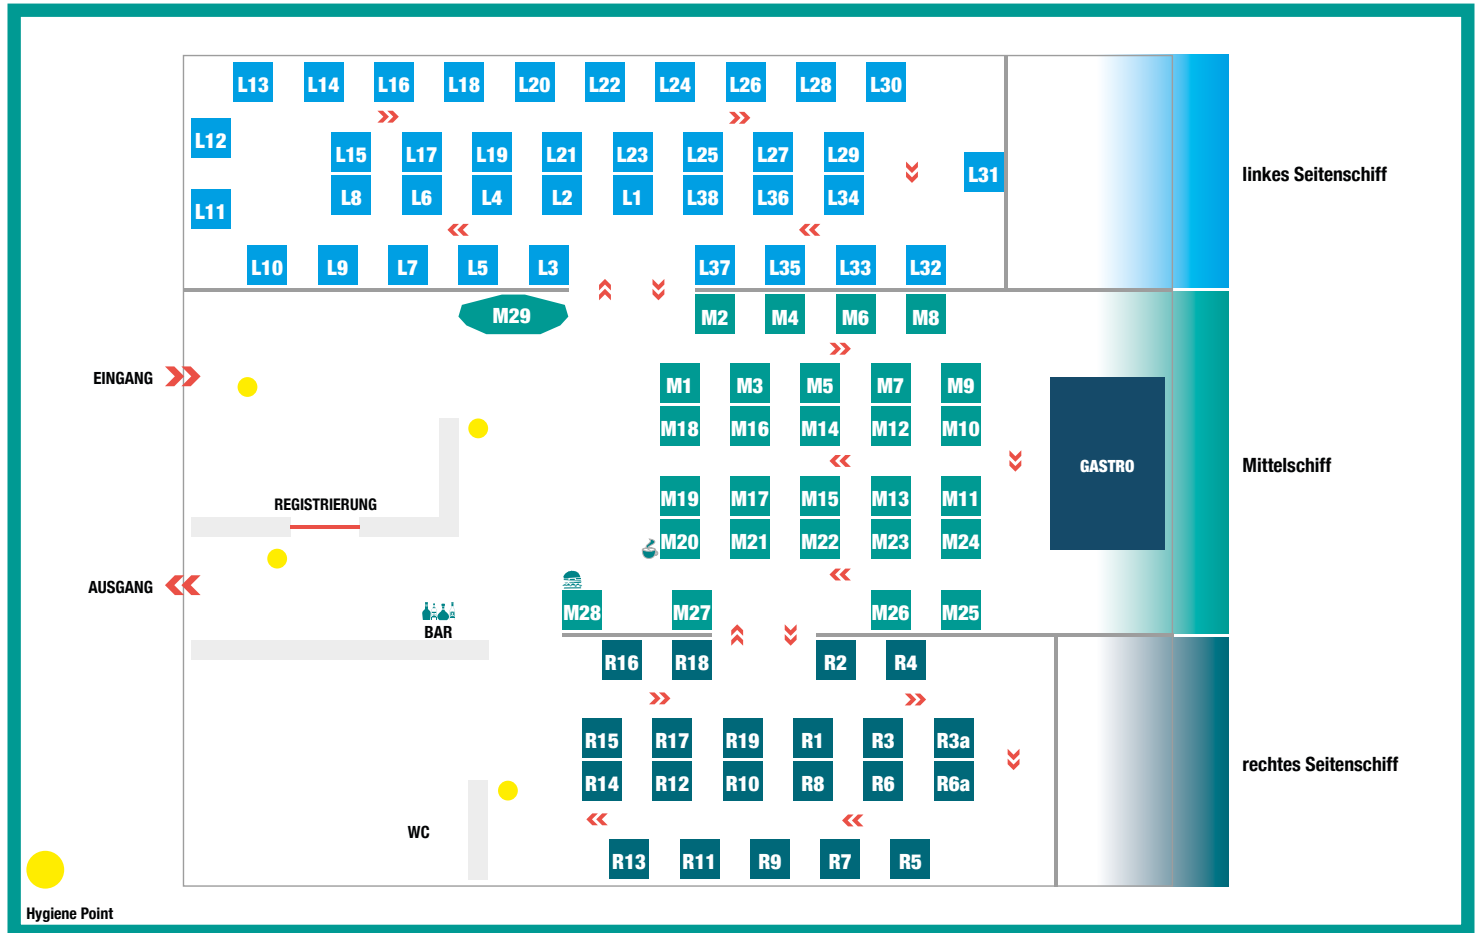 L13 L14 L16 L18 L20 L22 L24 L26 L28 L30
L12
L15 L17 L19 L21 L23 L25 L27 L29
L31
linkes Seitenschiff
L8 L6 L4 L2 L1 L38 L36 L34
L11
L10 L9 L7 L5 L3 L37 L35 L33 L32
M29 M2 M4 M6 M8
EINGANG
M1 M3 M5 M7 M9
M18 M16 M14 M12 M10
GASTRO
Mittelschiff
REGISTRIERUNG
M19 M17 M15 M13 M11
M20 M21 M22 M23 M24
AUSGANG
M28 M27 M26 M25
BAR
R16 R18 R2 R4
R15 R17 R19 R1 R3 R3a
rechtes Seitenschiff
R14 R12 R10 R8 R6 R6a
WC
R13 R11 R9 R7 R5
Hygiene Point